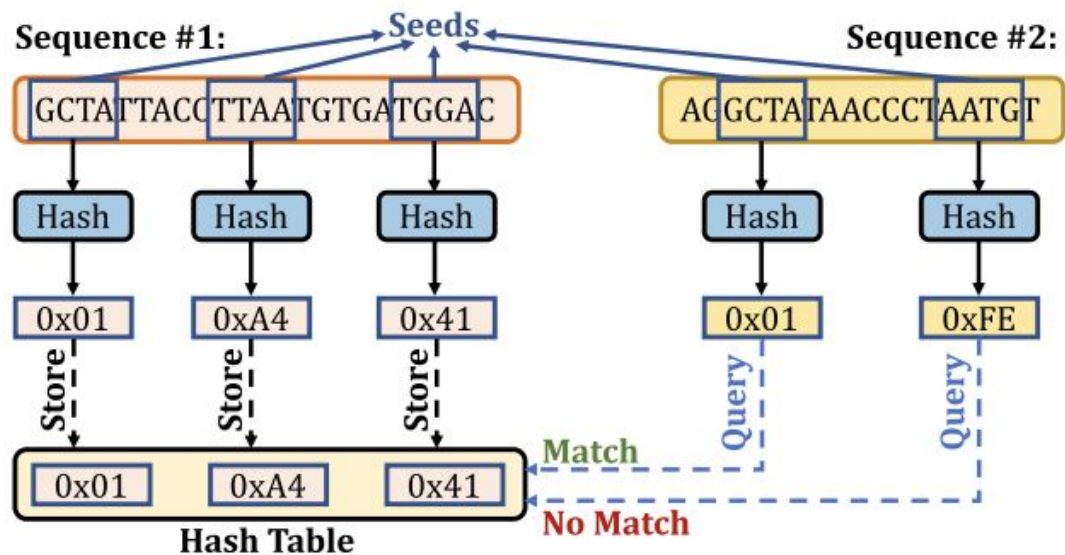 Sequence #1:
Seeds
Sequence #2:
GCTATTACCTTAATGTGATGGAC
AGGCTATAACCCTAATGT
Hash
Hash
Hash
Hash
Hash
0x01
0xA4
0x41
0x01
0xFE
Store
Store
Store
Query
Query
Match
0x01
0xA4
0x41
No Match
Hash Table